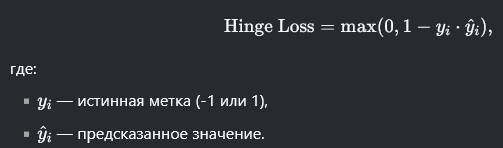 Hinge Loss = max(0, 1 − yᵢ · ŷᵢ),
где:
yᵢ — истинная метка (-1 или 1),
ŷᵢ — предсказанное значение.